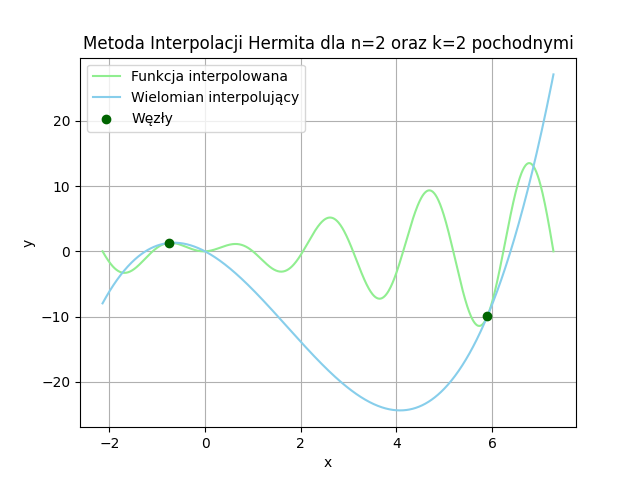 Metoda Interpolacji Hermita dla n=2 oraz k=2 pochodnymi
Funkcja interpolowana
Wielomian interpolujący
Węzły
20
10
0
−10
−20
y
−2
0
2
4
6
x